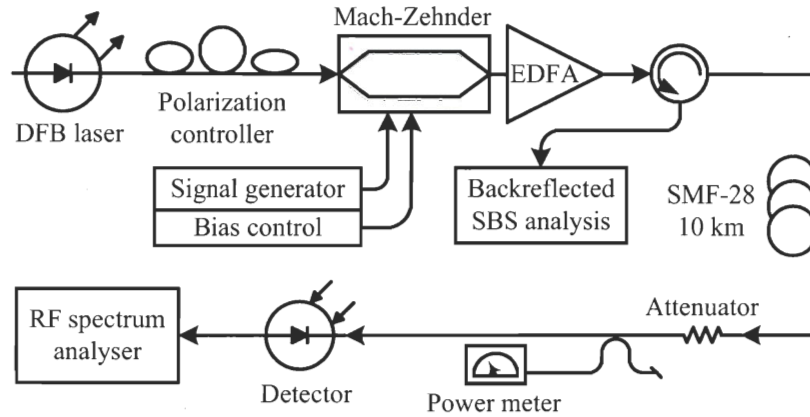 Mach-Zehnder
EDFA
DFB laser
Polarization
controller
Signal generator
Bias control
Backreflected
SBS analysis
SMF-28
10 km
RF spectrum
analyser
Detector
Power meter
Attenuator